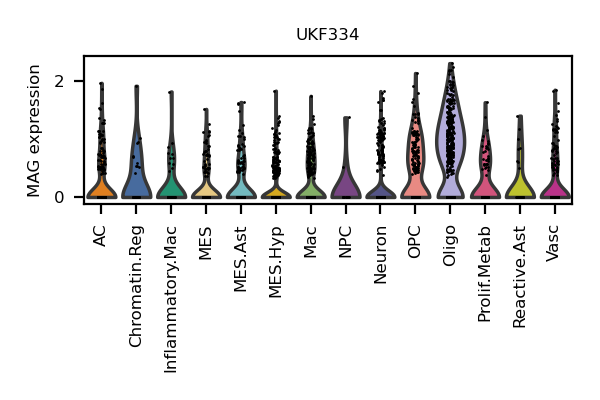 UKF334
MAG expression
2
0
AC
Chromatin.Reg
Inflammatory.Mac
MES
MES.Ast
MES.Hyp
Mac
NPC
Neuron
OPC
Oligo
Prolif.Metab
Reactive.Ast
Vasc